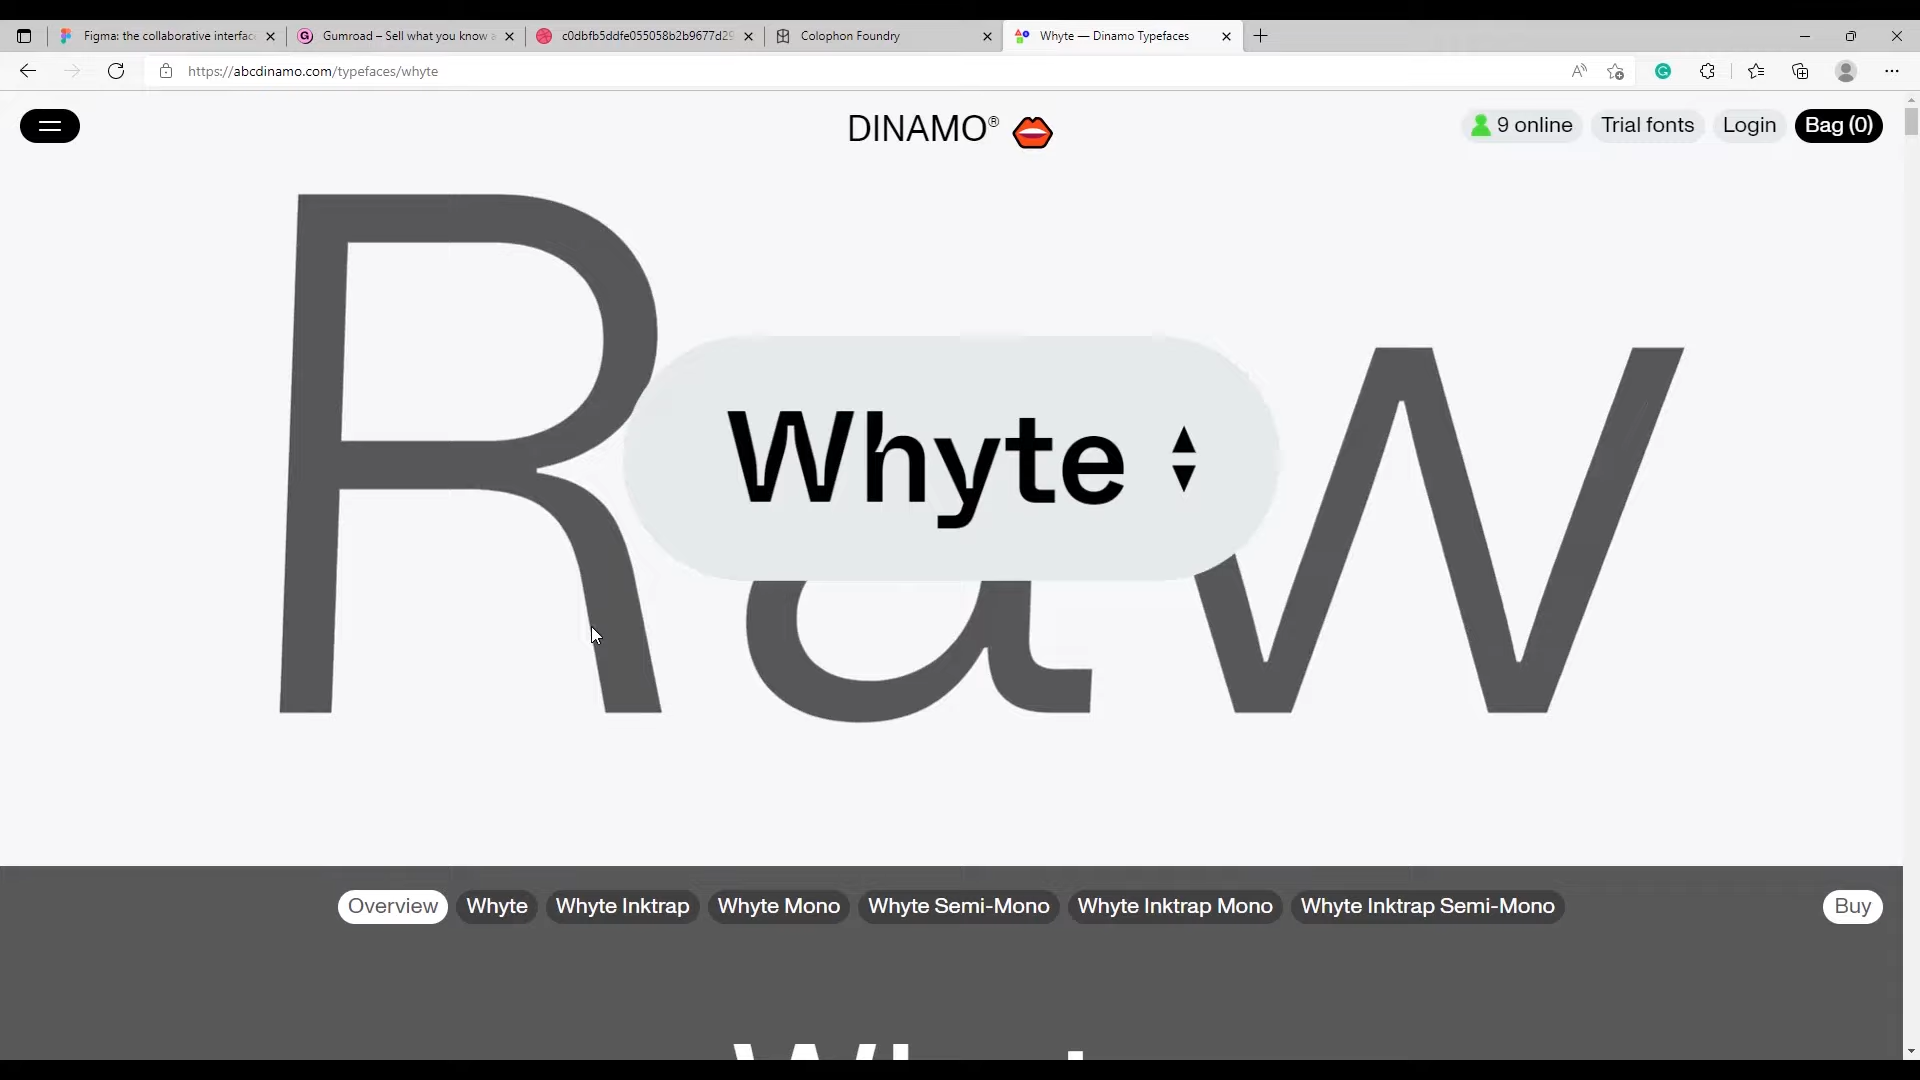 Figma: the collaborative interfac
Gumroad – Sell what you know a
c0dbfb5ddfe055058b2b9677d29
Colophon Foundry
Whyte — Dinamo Typefaces
https://abcdinamo.com/typefaces/whyte
DINAMO®
9 online
Trial fonts
Login
Bag (0)
Raw
Whyte
Overview
Whyte
Whyte Inktrap
Whyte Mono
Whyte Semi-Mono
Whyte Inktrap Mono
Whyte Inktrap Semi-Mono
Buy